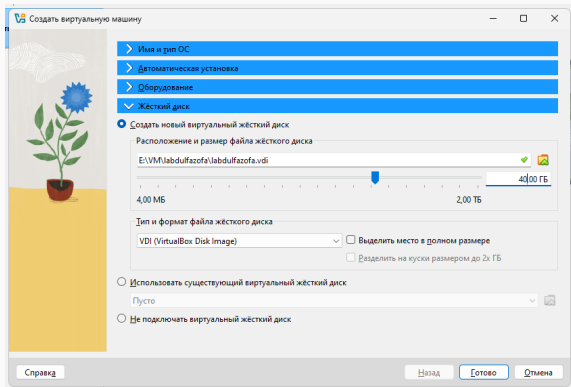 Создать виртуальную машину
Имя и тип ОС
Автоматическая установка
Оборудование
Жёсткий диск
Создать новый виртуальный жёсткий диск
Расположение и размер файла жёсткого диска
E:\VM\labdulfazofa\labdulfazofa.vdi
40,00 ГБ
4,00 МБ 2,00 ТБ
Тип и формат файла жёсткого диска
VDI (VirtualBox Disk Image) Выделить место в полном размере
Разделить на куски размером до 2х ГБ
Использовать существующий виртуальный жёсткий диск
Пусто
Не подключать виртуальный жёсткий диск
Справка Назад Готово Отмена